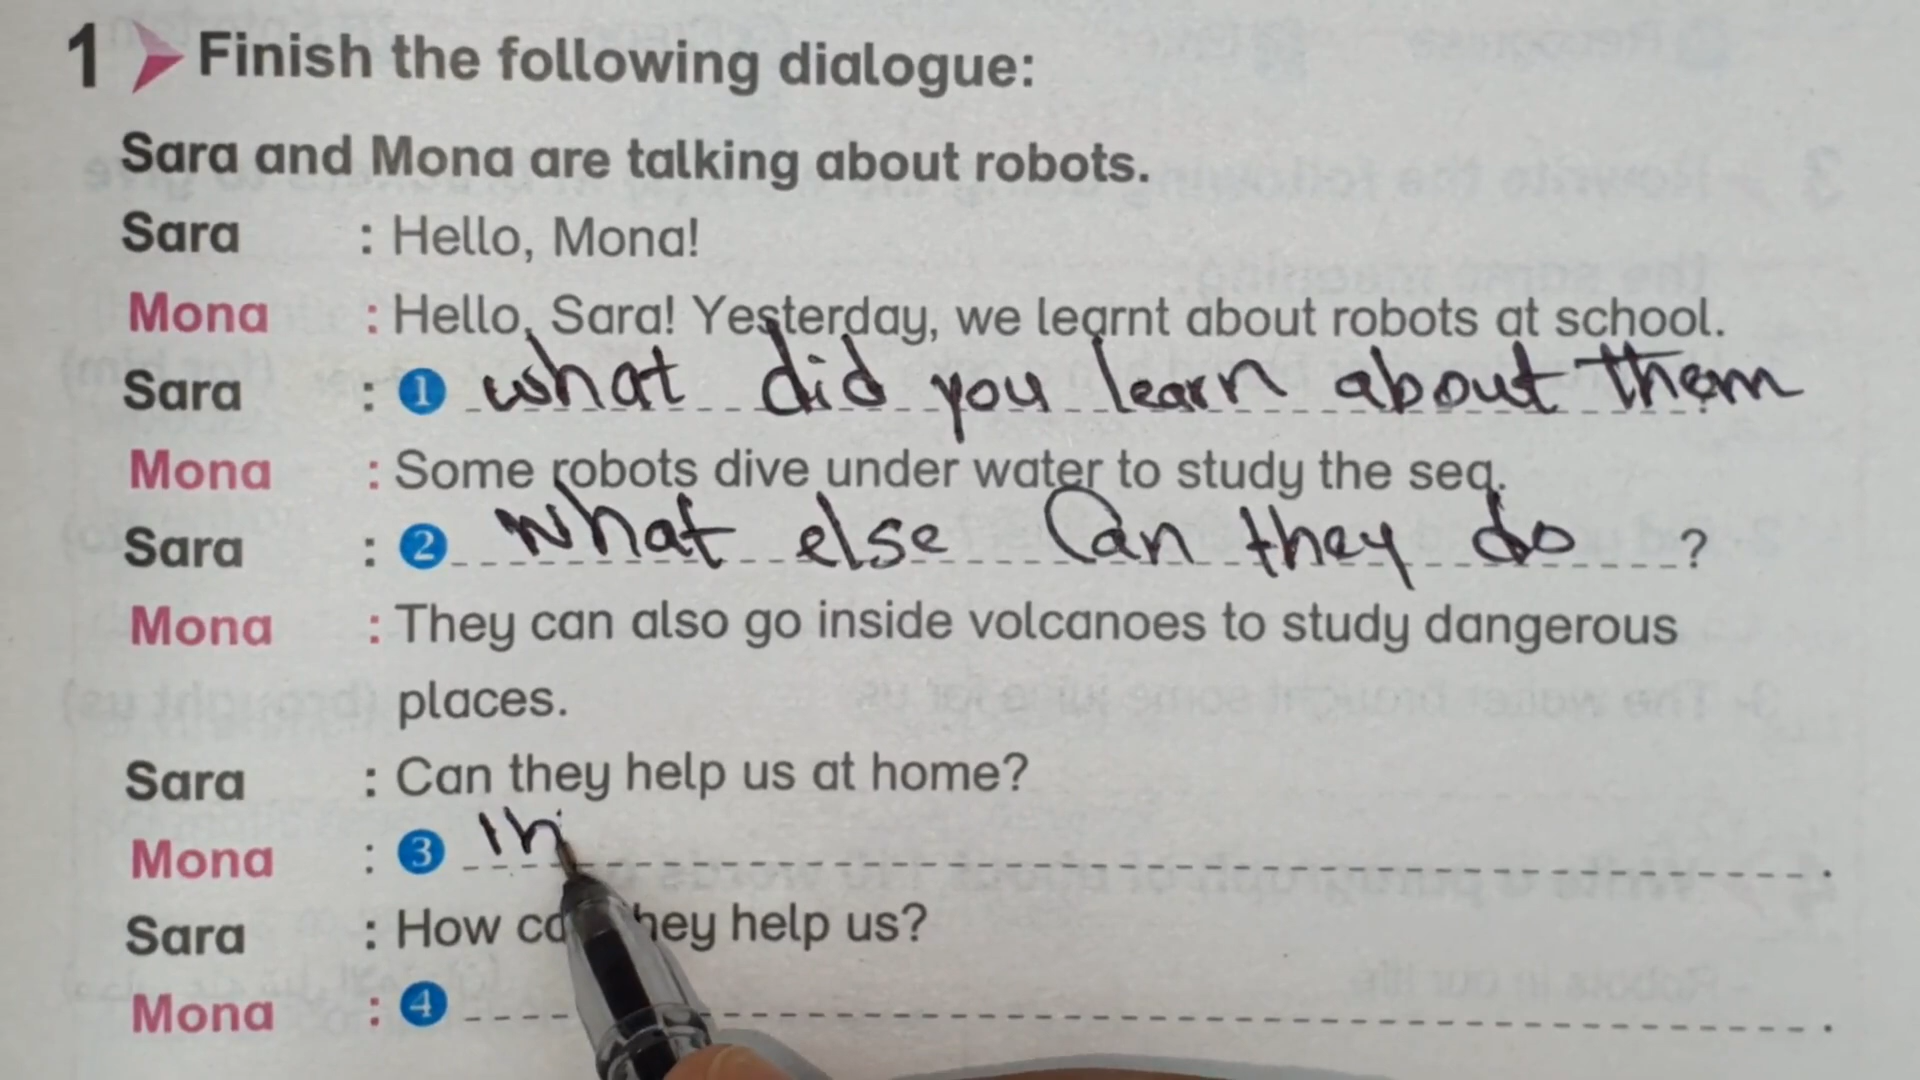 1 Finish the following dialogue:
Sara and Mona are talking about robots.
Sara : Hello, Mona!
Mona : Hello, Sara! Yesterday, we learnt about robots at school.
Sara : 1 what did you learn about them
Mona : Some robots dive under water to study the sea.
Sara : 2 what else Can they do ?
Mona : They can also go inside volcanoes to study dangerous
places.
Sara : Can they help us at home?
Mona : 3 Th .
Sara : How they help us?
Mona : 4 .